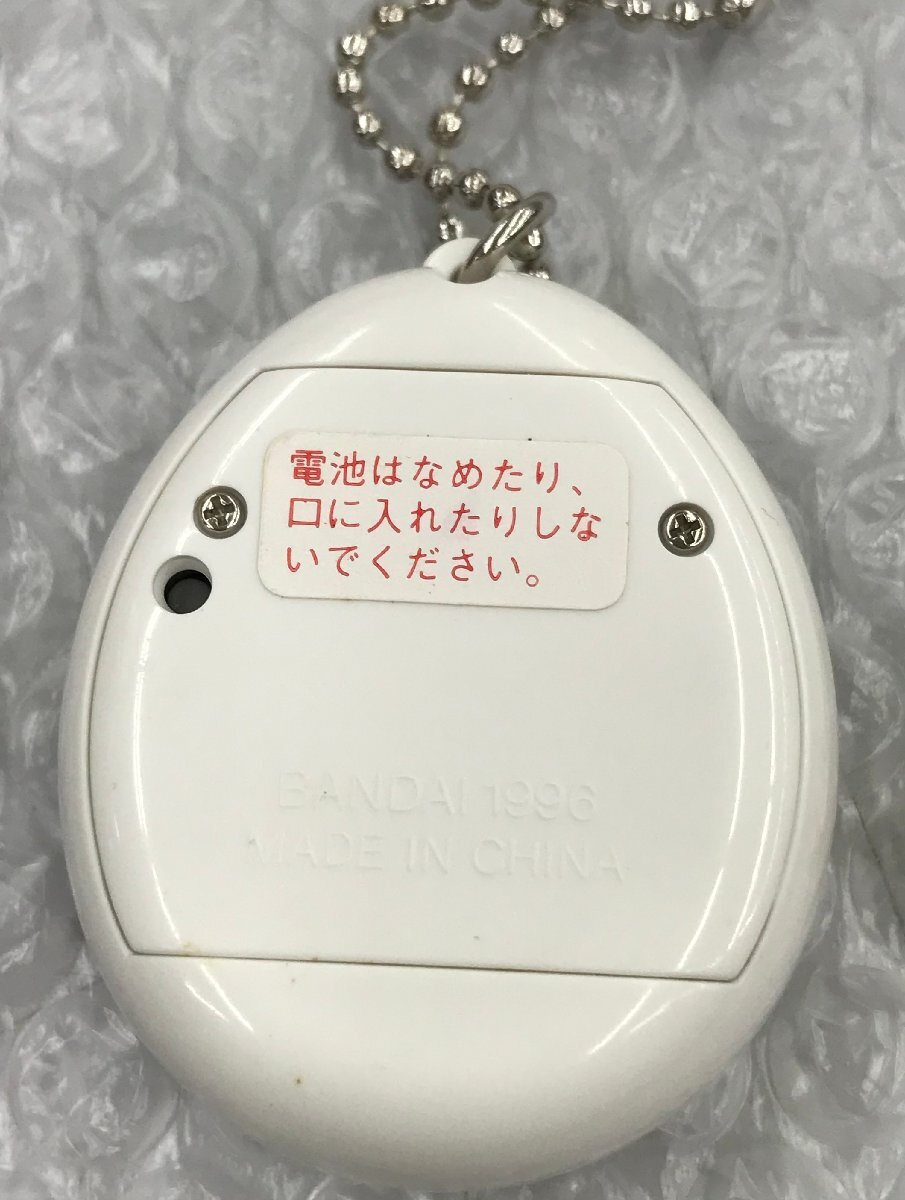 電池はなめたり、
口に入れたりしな
いでください。
BANDAI 1996
MADE IN CHINA